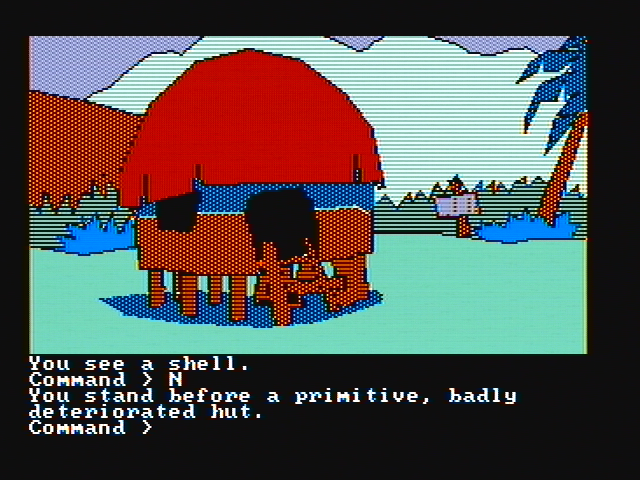 You see a shell.
Command > N
You stand before a primitive, badly
deteriorated hut.
Command >